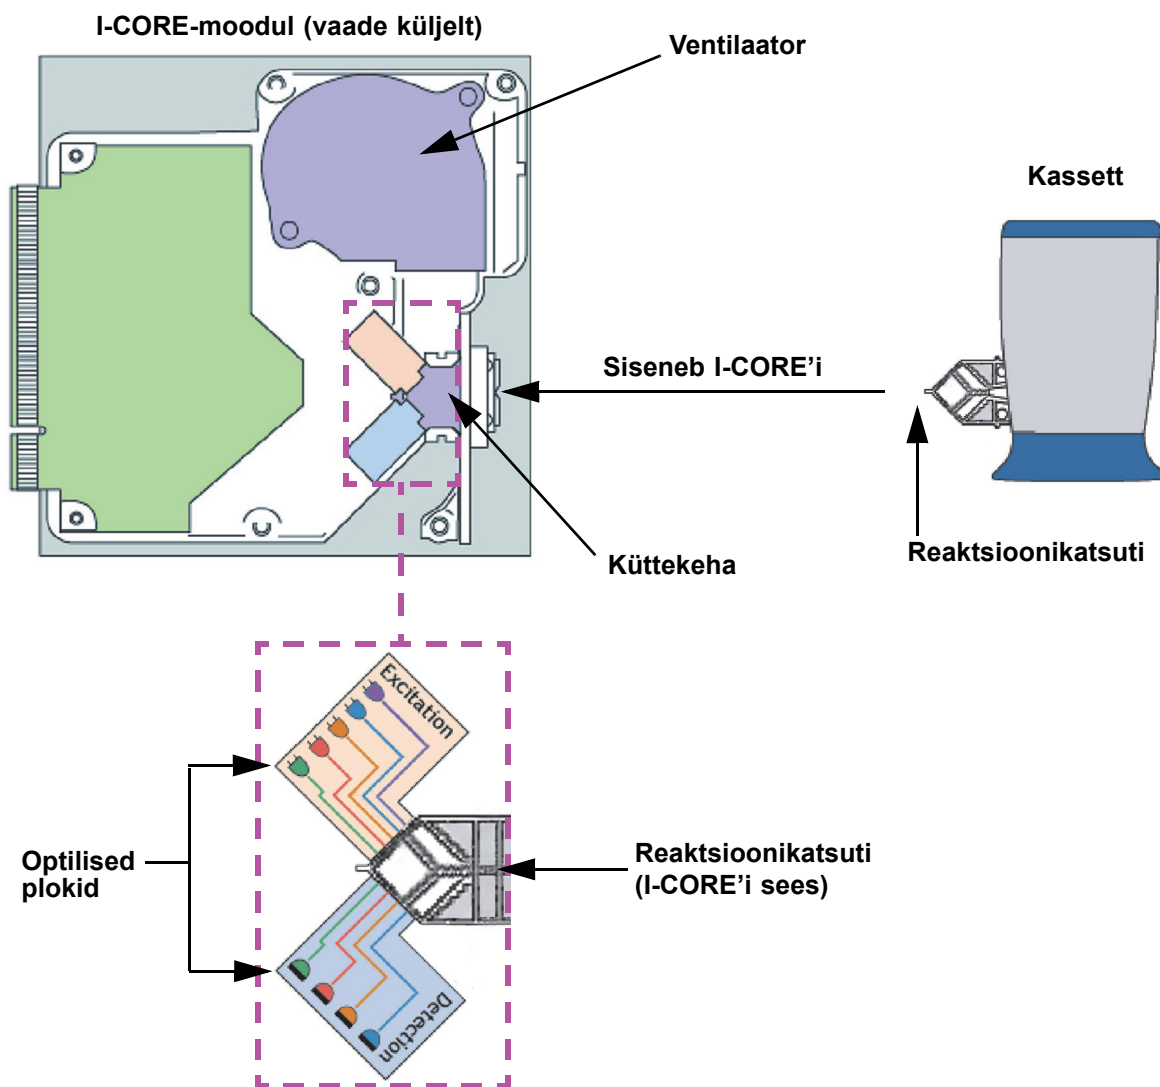 I-CORE-moodul (vaade küljelt)
Ventilaator
Kassett
Siseneb I-CORE’i
Küttekeha
Reaktsioonikatsuti
Excitation
Optilised
plokid
Reaktsioonikatsuti
(I-CORE’i sees)
Detection